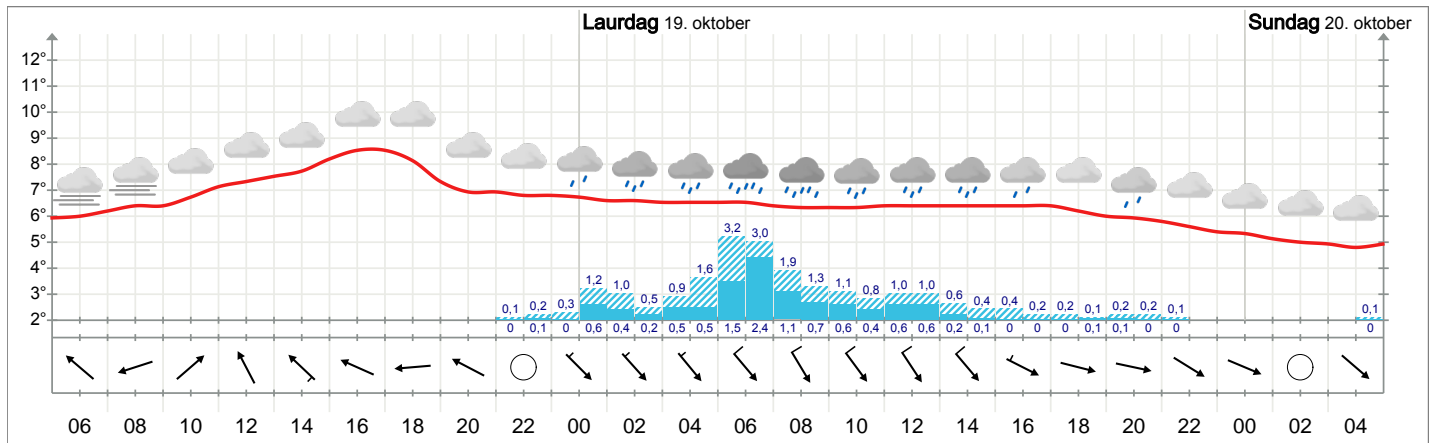 Laurdag 19. oktober
Sundag 20. oktober
12°
11°
10°
9°
8°
7°
6°
5°
4°
3°
2°
0,1 0,2 0,3 1,2 1,0 0,5 0,9 1,6 3,2 3,0 1,9 1,3 1,1 0,8 1,0 1,0 0,6 0,4 0,4 0,2 0,2 0,1 0,2 0,2 0,1 0,1
0 0,1 0 0,6 0,4 0,2 0,5 0,5 1,5 2,4 1,1 0,7 0,6 0,4 0,6 0,6 0,2 0,1 0 0 0 0,1 0,1 0 0 0
06 08 10 12 14 16 18 20 22 00 02 04 06 08 10 12 14 16 18 20 22 00 02 04